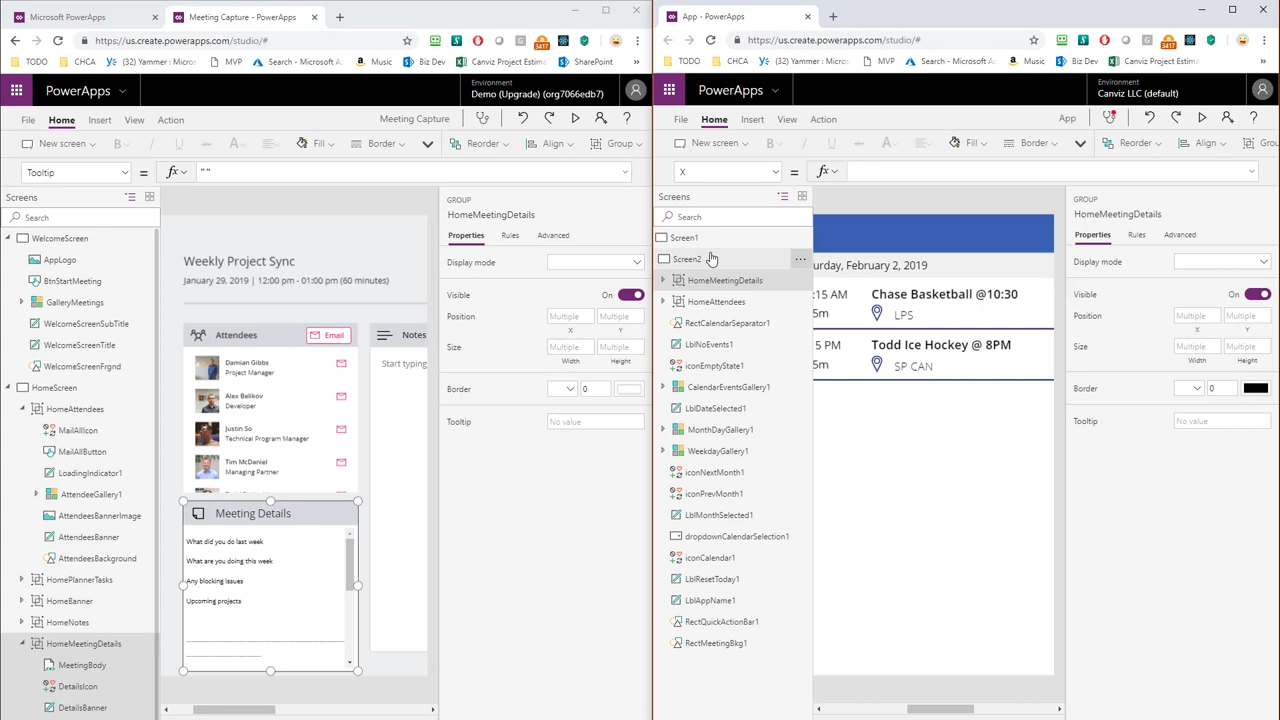 Microsoft PowerApps
Meeting Capture - PowerApps
https://us.create.powerapps.com/studio/#
3417
TODO
CHCA
(32) Yammer : Micros
MVP
Search - Microsoft A
Music
Biz Dev
SharePoint
PowerApps
Environment
Demo (Upgrade) (org7066edb7)
File
Home
Insert
View
Action
Meeting Capture
New screen
Fill
Border
Reorder
Align
Group
Tooltip
=
fx
""
Screens
Search
WelcomeScreen
AppLogo
BtnStartMeeting
GalleryMeetings
WelcomeScreenSubTitle
WelcomeScreenTitle
WelcomeScreenFrgnd
HomeScreen
HomeAttendees
MailAllIcon
MailAllButton
LoadingIndicator1
AttendeeGallery1
AttendeesBannerImage
AttendeesBanner
AttendeesBackground
HomePlannerTasks
HomeBanner
HomeNotes
HomeMeetingDetails
MeetingBody
DetailsIcon
DetailsBanner
Weekly Project Sync
January 29, 2019 | 12:00 pm - 01:00 pm (60 minutes)
Attendees
Email
Notes
Start typing
Damian Gibbs
Project Manager
Alex Belikov
Developer
Justin So
Technical Program Manager
Tim McDaniel
Managing Partner
Meeting Details
What did you do last week
What are you doing this week
Any blocking issues
Upcoming projects
GROUP
HomeMeetingDetails
Properties
Rules
Advanced
Display mode
Visible
On
Position
Multiple
Multiple
X
Y
Size
Multiple
Multiple
Width
Height
Border
0
Tooltip
No value
App - PowerApps
https://us.create.powerapps.com/studio/#
3417
TODO
CHCA
(32) Yammer : Micros
MVP
Search - Microsoft A
Music
Biz Dev
Canviz Project Estima
PowerApps
Environment
Canviz LLC (default)
File
Home
Insert
View
Action
App
New screen
Fill
Border
Reorder
Align
Grou
X
=
fx
Screens
Search
Screen1
Screen2
HomeMeetingDetails
HomeAttendees
RectCalendarSeparator1
LblNoEvents1
iconEmptyState1
CalendarEventsGallery1
LblDateSelected1
MonthDayGallery1
WeekdayGallery1
iconNextMonth1
iconPrevMonth1
LblMonthSelected1
dropdownCalendarSelection1
iconCalendar1
LblResetToday1
LblAppName1
RectQuickActionBar1
RectMeetingBkg1
urday, February 2, 2019
:15 AM
Chase Basketball @10:30
5m
LPS
5 PM
Todd Ice Hockey @ 8PM
5m
SP CAN
GROUP
HomeMeetingDetails
Properties
Rules
Advanced
Display mode
Visible
On
Position
Multiple
Multiple
X
Y
Size
Multiple
Multiple
Width
Height
Border
0
Tooltip
No value